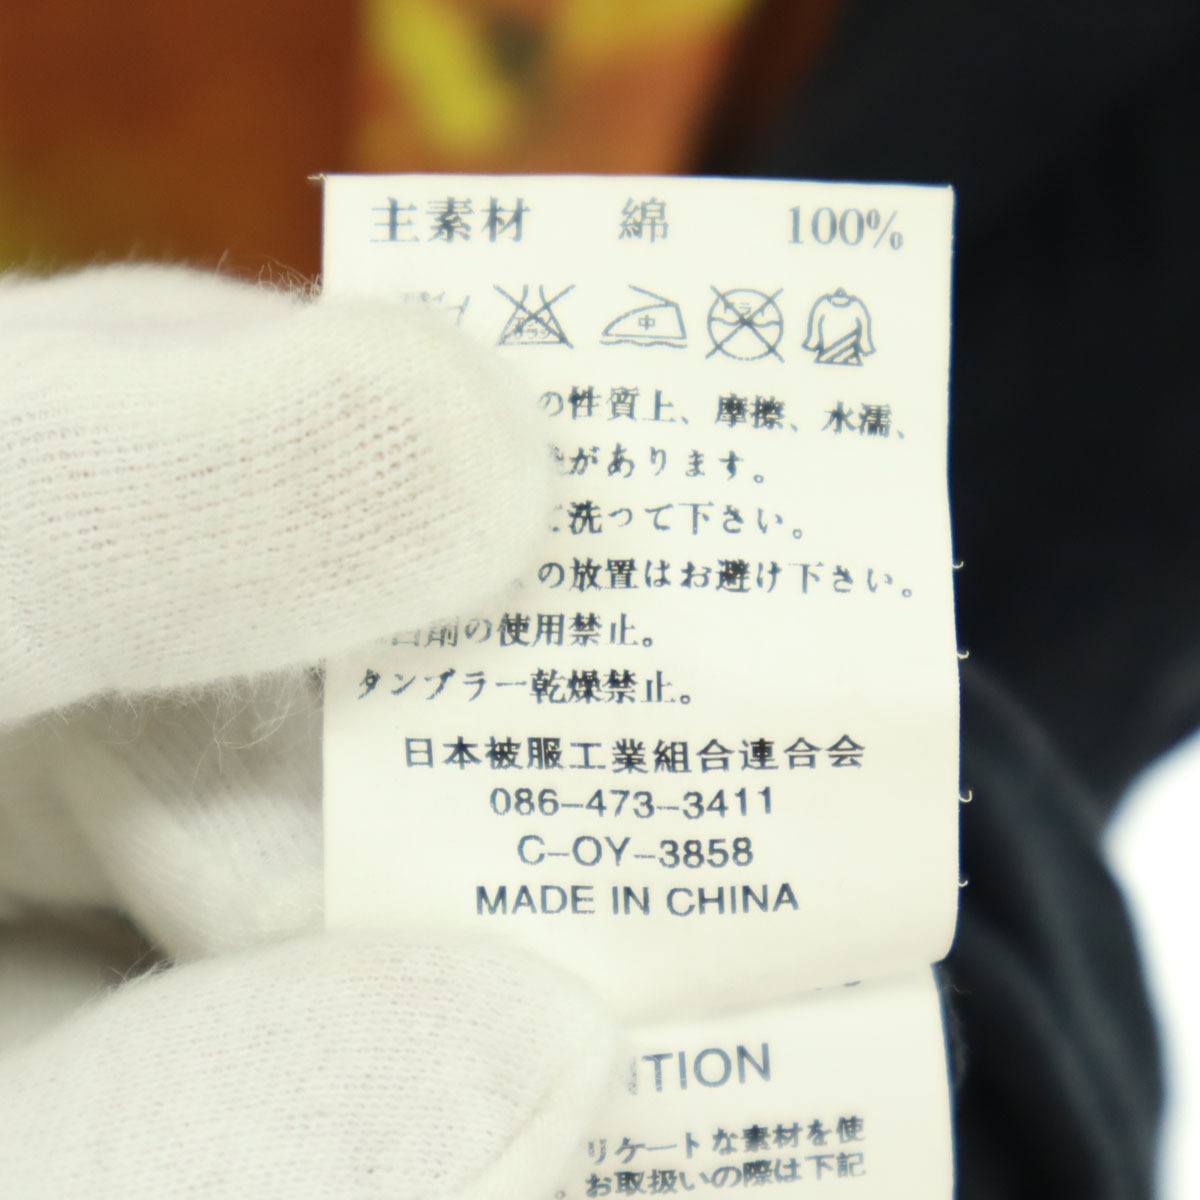 主素材 綿 100%
中
の性質上、摩擦、水濡、
があります。
洗って下さい。
の放置はお避け下さい。
剤の使用禁止。
タンブラー乾燥禁止。
日本被服工業組合連合会
086-473-3411
C-OY-3858
MADE IN CHINA
リケートな素材を使
お取扱いの際は下記